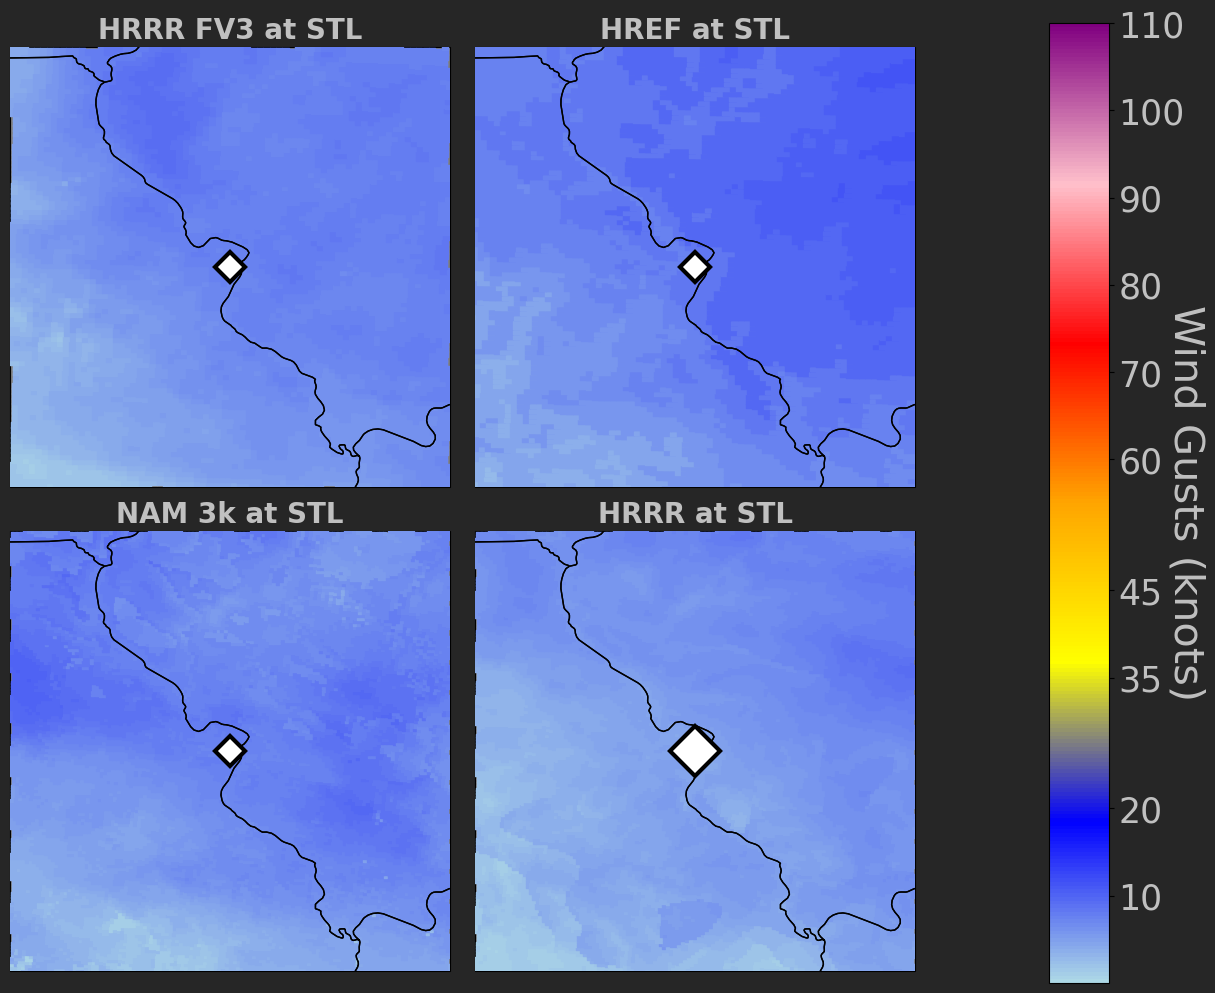 HRRR FV3 at STL
HREF at STL
NAM 3k at STL
HRRR at STL
110
100
90
80
70
60
45
35
20
10
Wind Gusts (knots)